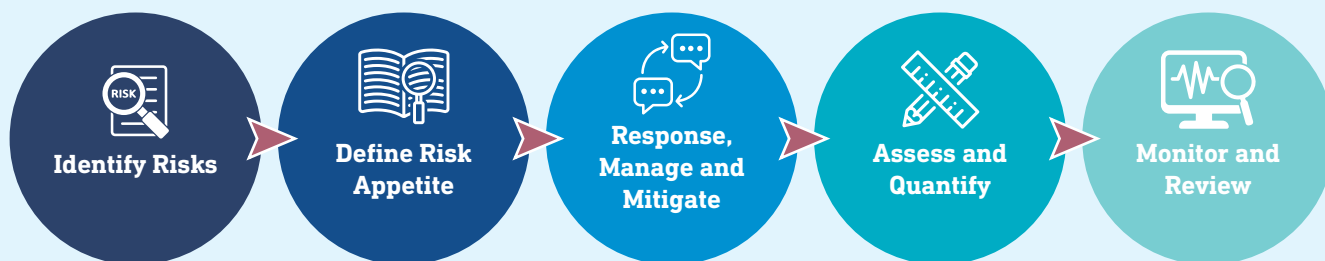 RISK
Identify Risks
Define Risk
Appetite
Response,
Manage and
Mitigate
Assess and
Quantify
Monitor and
Review